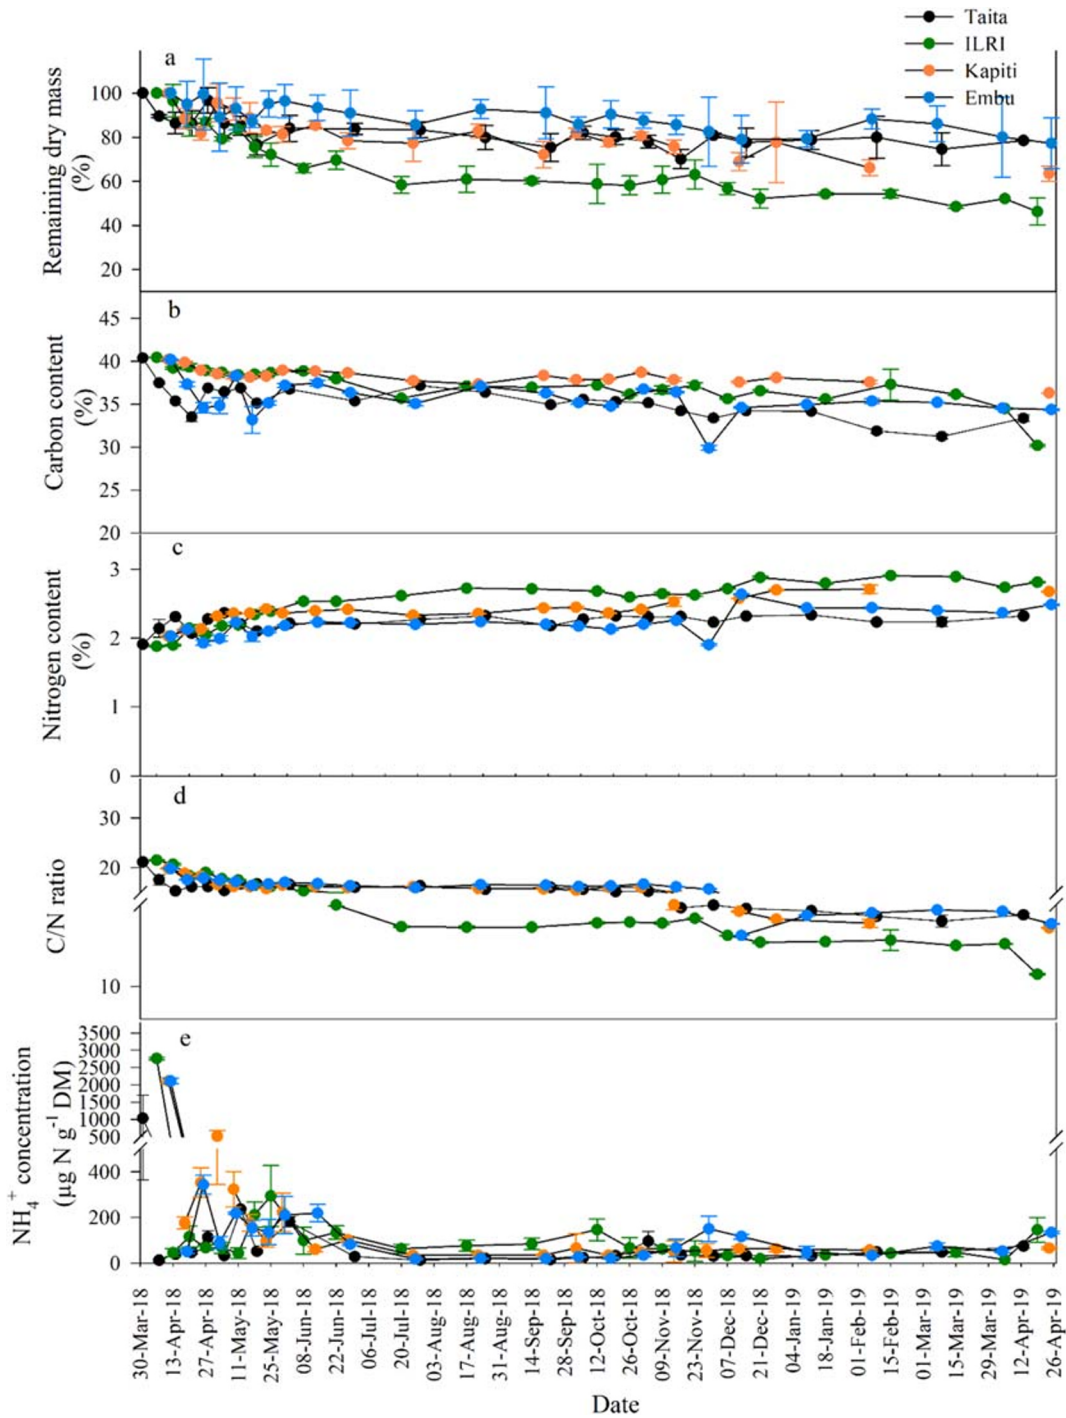 Taita
ILRI
Kapiti
Embu
a
Remaining dry mass
(%)
100
80
60
40
20
b
Carbon content
(%)
45
40
35
30
25
20
c
Nitrogen content
(%)
3
2
1
0
d
C/N ratio
30
20
10
e
NH₄⁺ concentration
(µg N g⁻¹ DM)
3500
3000
2500
2000
1500
1000
500
400
200
0
30-Mar-18
13-Apr-18
27-Apr-18
11-May-18
25-May-18
08-Jun-18
22-Jun-18
06-Jul-18
20-Jul-18
03-Aug-18
17-Aug-18
31-Aug-18
14-Sep-18
28-Sep-18
12-Oct-18
26-Oct-18
09-Nov-18
23-Nov-18
07-Dec-18
21-Dec-18
04-Jan-19
18-Jan-19
01-Feb-19
15-Feb-19
01-Mar-19
15-Mar-19
29-Mar-19
12-Apr-19
26-Apr-19
Date